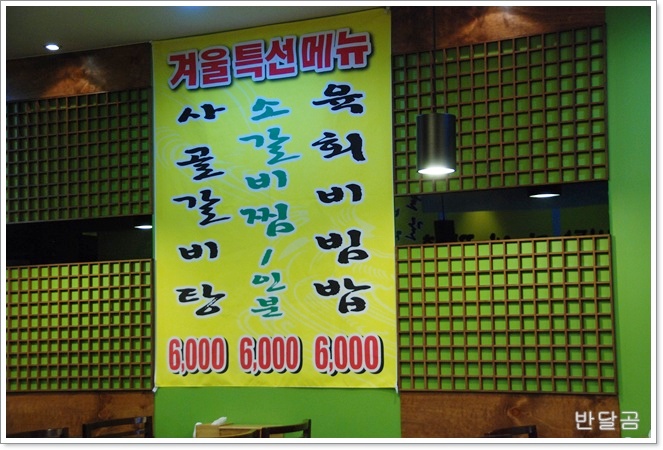 겨울특선메뉴
사골갈비탕
소갈비찜/인분
육회비빔밥
6,000 6,000 6,000
반달곰